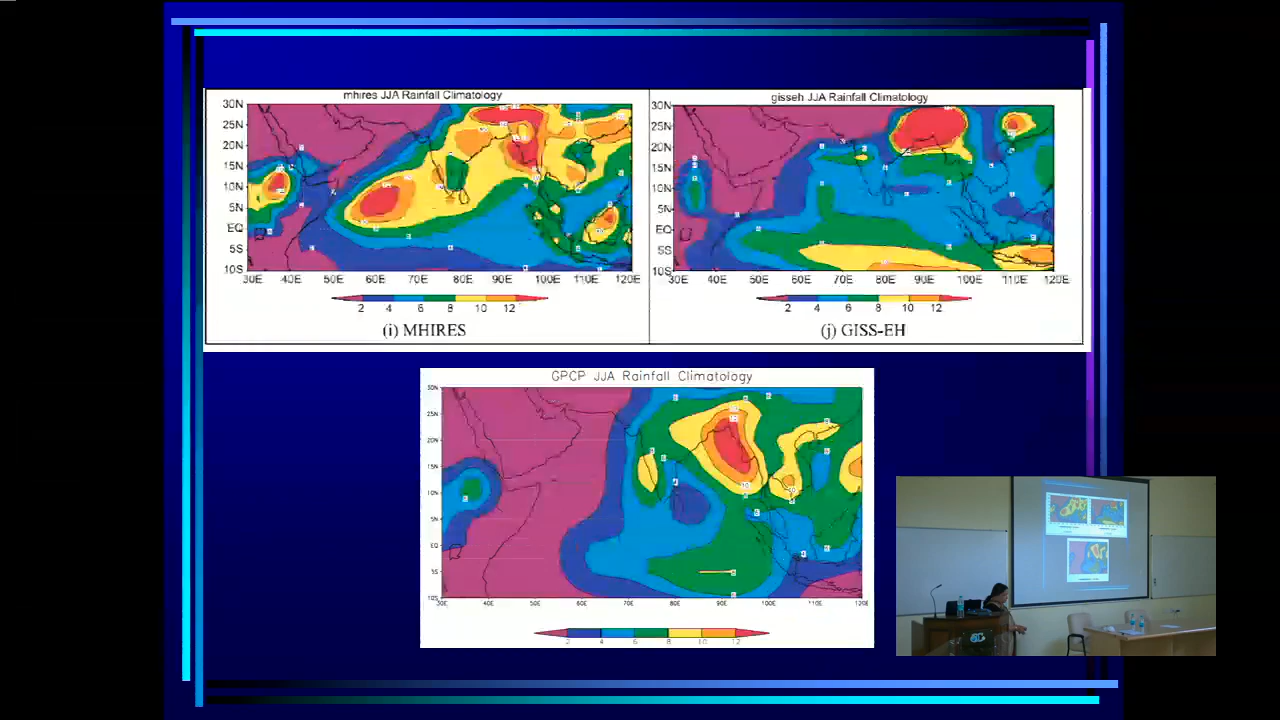 mhires JJA Rainfall Climatology
30N
25N
20N
15N
10N
5N
EQ
5S
10S
30E 40E 50E 60E 70E 80E 90E 100E 110E 120E
2 4 6 8 10 12
(i) MHIRES
gisseh JJA Rainfall Climatology
30N
25N
20N
15N
10N
5N
EQ
5S
10S
30E 40E 50E 60E 70E 80E 90E 100E 110E 120E
2 4 6 8 10 12
(j) GISS-EH
GPCP JJA Rainfall Climatology
30N
25N
20N
15N
10N
5N
EQ
5S
10S
30E 40E 50E 60E 70E 80E 90E 100E 110E 120E
2 4 6 8 10 12